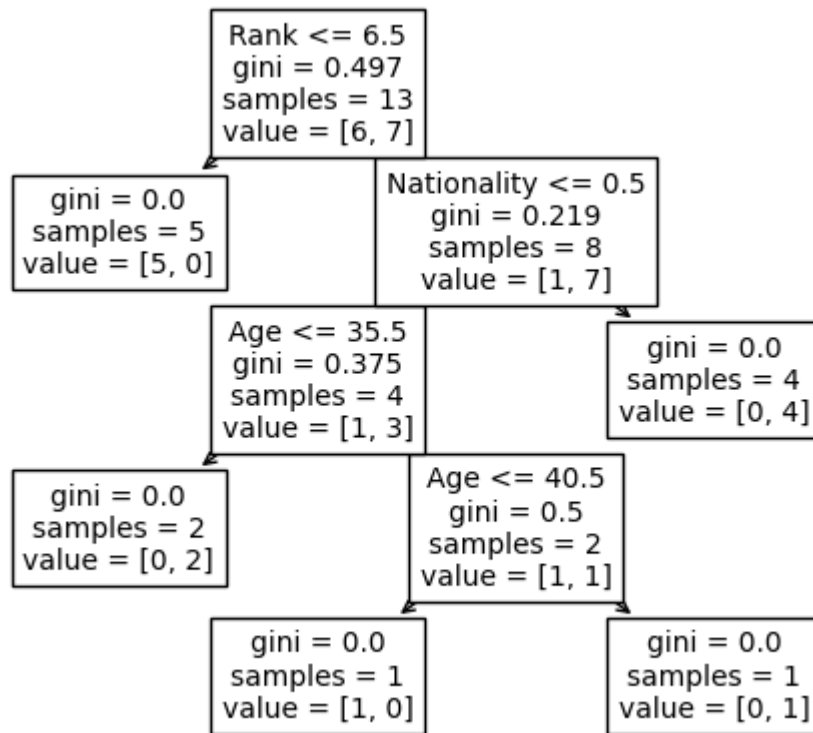 Rank <= 6.5
gini = 0.497
samples = 13
value = [6, 7]
gini = 0.0
samples = 5
value = [5, 0]
Nationality <= 0.5
gini = 0.219
samples = 8
value = [1, 7]
Age <= 35.5
gini = 0.375
samples = 4
value = [1, 3]
gini = 0.0
samples = 4
value = [0, 4]
gini = 0.0
samples = 2
value = [0, 2]
Age <= 40.5
gini = 0.5
samples = 2
value = [1, 1]
gini = 0.0
samples = 1
value = [1, 0]
gini = 0.0
samples = 1
value = [0, 1]